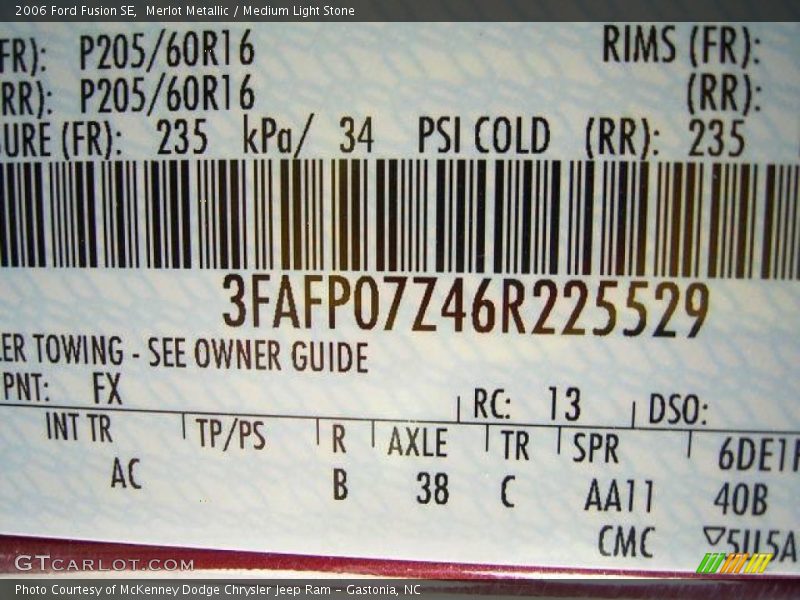 2006 Ford Fusion SE, Merlot Metallic / Medium Light Stone
FR): P205/60R16 RIMS (FR):
RR): P205/60R16 (RR):
URE (FR): 235 kPa/ 34 PSI COLD (RR): 235
3FAFP07Z46R225529
ER TOWING - SEE OWNER GUIDE
PNT: FX RC: 13 DSO:
INT TR TP/PS R AXLE TR SPR 6DE1
AC B 38 C AA11 40B
CMC ▽5U5A
GTCARLOT.COM
Photo Courtesy of McKenney Dodge Chrysler Jeep Ram - Gastonia, NC